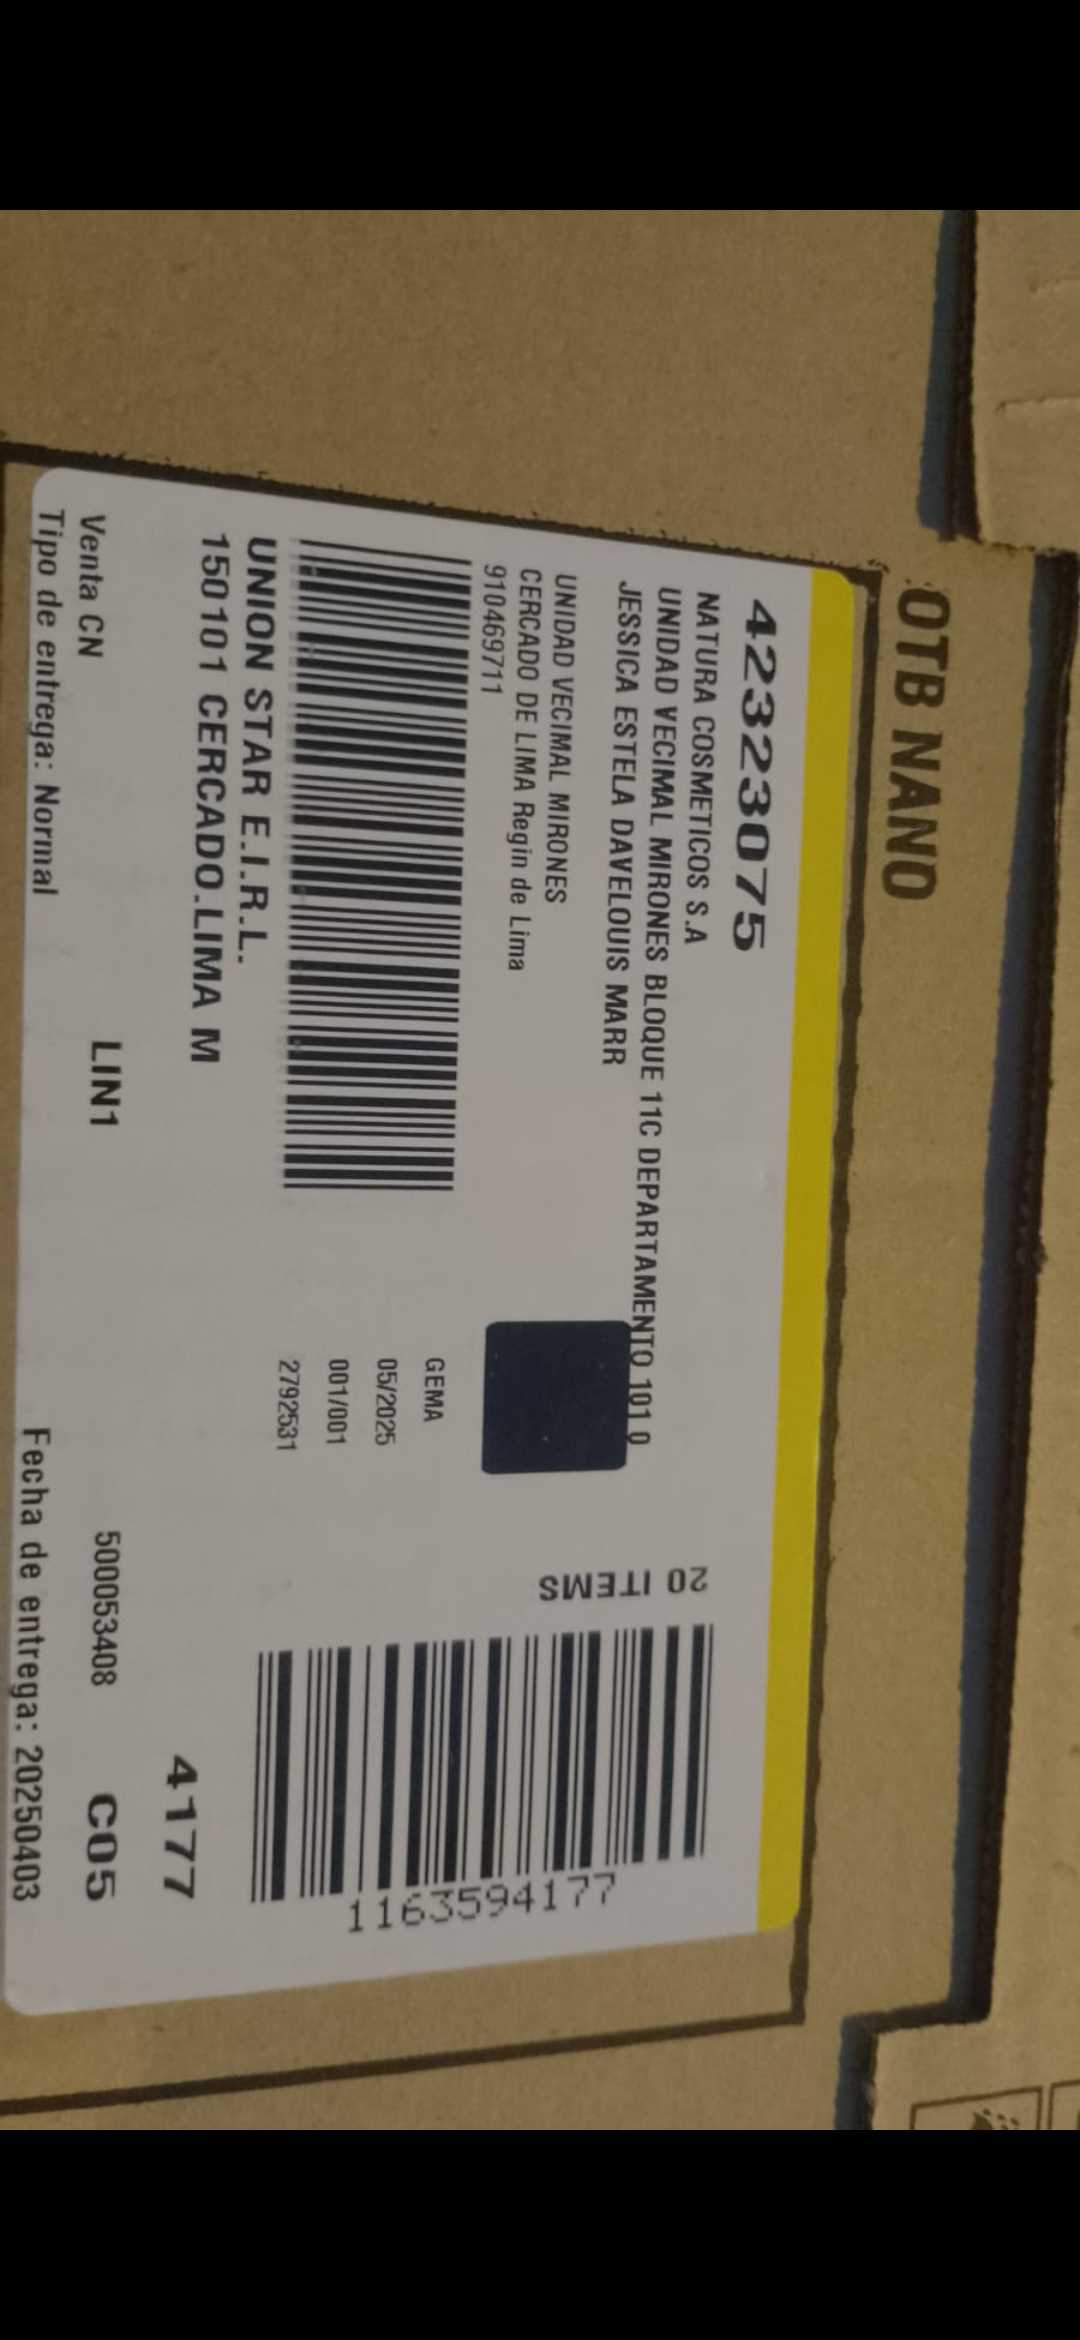 :OTB NANO
42323075
NATURA COSMETICOS S.A
UNIDAD VECIMAL MIRONES BLOQUE 11C DEPARTAMENTO 101 0
JESSICA ESTELA DAVELOUIS MARR
UNIDAD VECIMAL MIRONES
CERCADO DE LIMA Regin de Lima
910469711
GEMA
05/2025
001/001
2792531
20 ITEMS
1163594177
UNION STAR E.I.R.L.
150101 CERCADO.LIMA M
4177
Venta CN
LIN1
500053408
C05
Tipo de entrega: Normal
Fecha de entrega: 20250403